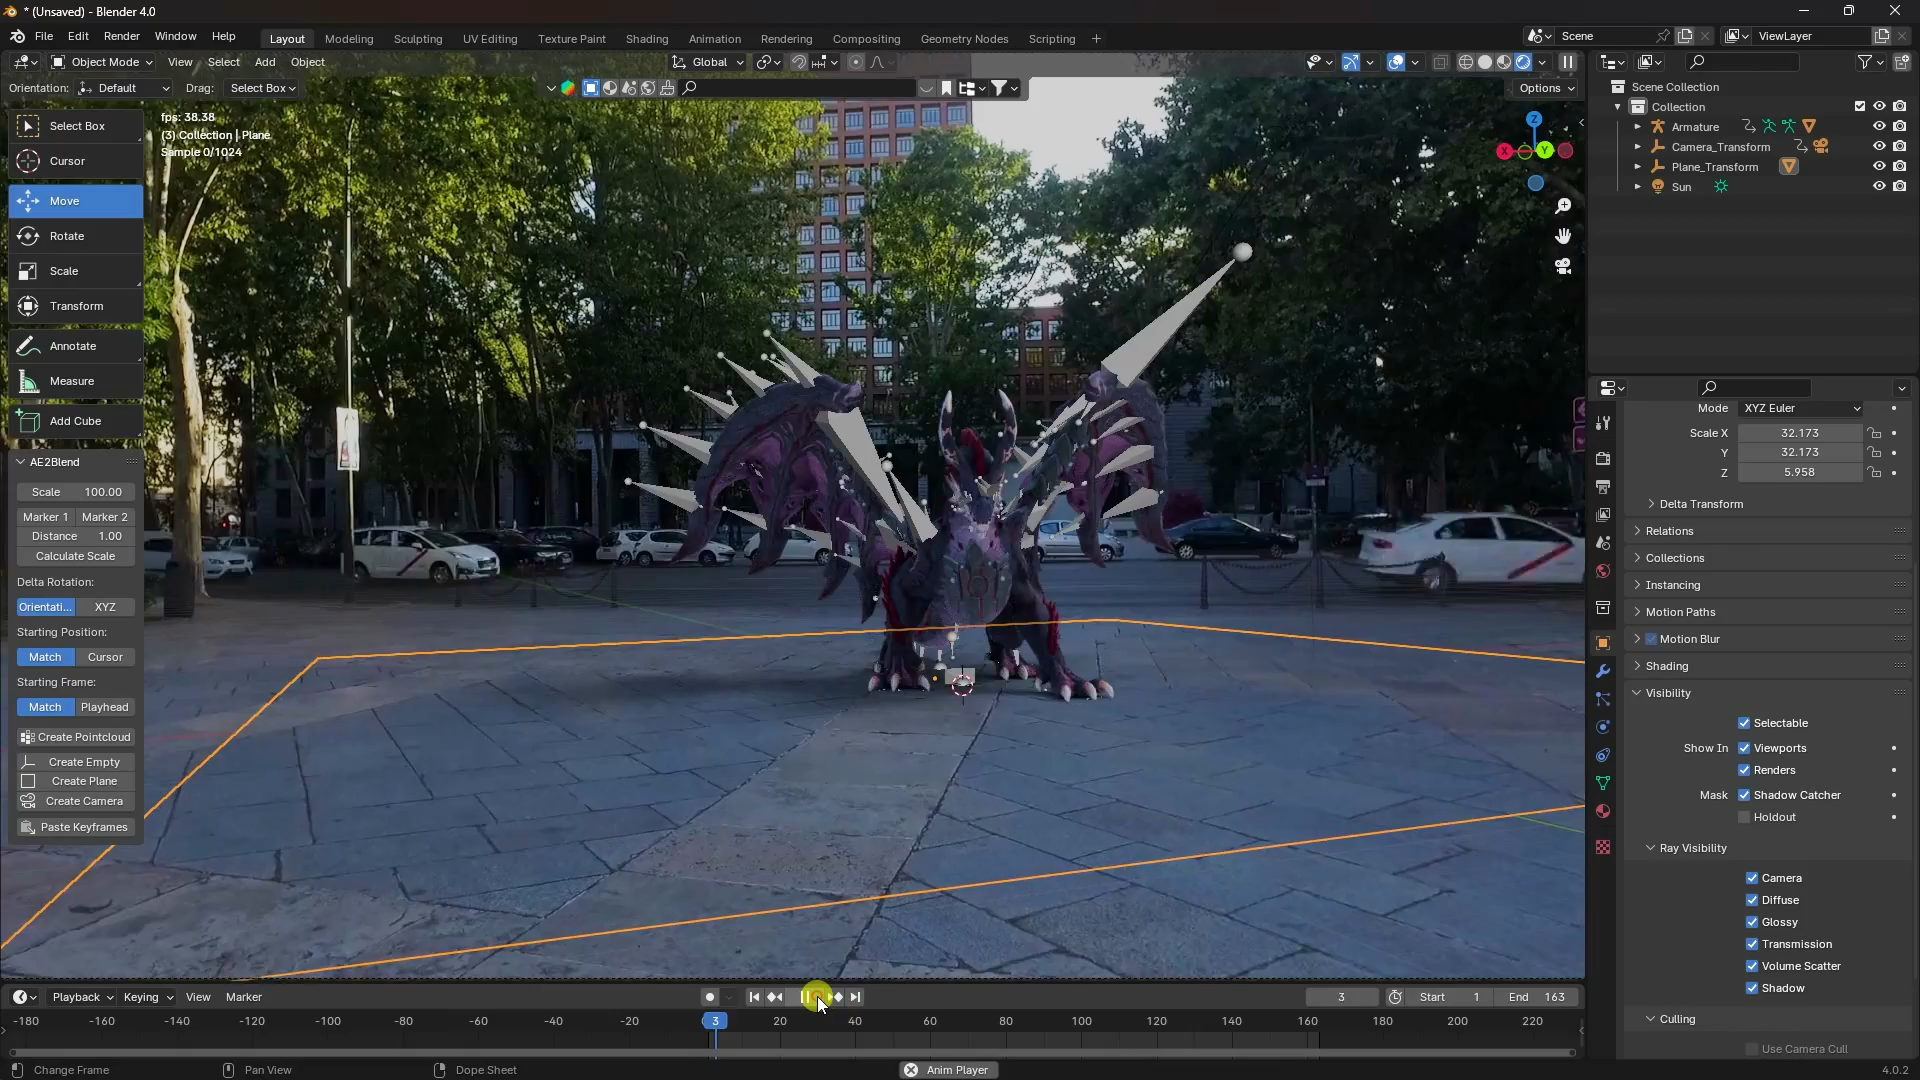 * (Unsaved) - Blender 4.0
File Edit Render Window Help
Layout Modeling Sculpting UV Editing Texture Paint Shading Animation Rendering Compositing Geometry Nodes Scripting +
Scene
ViewLayer
Object Mode View Select Add Object
Global
Orientation: Default Drag: Select Box
Options
fps: 38.38
(3) Collection | Plane
Sample 0/1024
Z
X
Y
Select Box
Cursor
Move
Rotate
Scale
Transform
Annotate
Measure
Add Cube
AE2Blend
Scale 100.00
Marker 1 Marker 2
Distance 1.00
Calculate Scale
Delta Rotation:
Orientati... XYZ
Starting Position:
Match Cursor
Starting Frame:
Match Playhead
Create Pointcloud
Create Empty
Create Plane
Create Camera
Paste Keyframes
Scene Collection
Collection
Armature
Camera_Transform
Plane_Transform
Sun
Mode XYZ Euler
Scale X 32.173
Y 32.173
Z 5.958
Delta Transform
Relations
Collections
Instancing
Motion Paths
Motion Blur
Shading
Visibility
Selectable
Show In Viewports
Renders
Mask Shadow Catcher
Holdout
Ray Visibility
Camera
Diffuse
Glossy
Transmission
Volume Scatter
Shadow
Culling
Use Camera Cull
Playback Keying View Marker
3 Start 1 End 163
-180 -160 -140 -120 -100 -80 -60 -40 -20 3 20 40 60 80 100 120 140 160 180 200 220
Change Frame Pan View Dope Sheet Anim Player 4.0.2